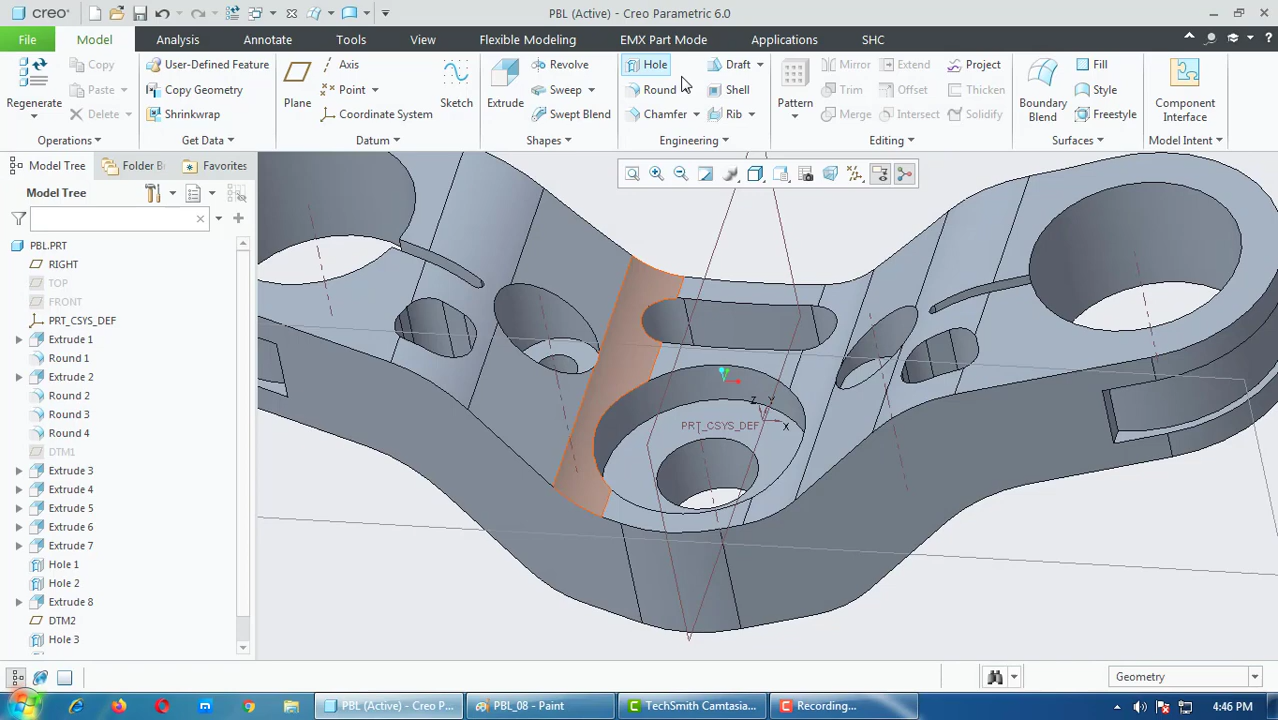 creo
PBL (Active) - Creo Parametric 6.0
File
Model
Analysis
Annotate
Tools
View
Flexible Modeling
EMX Part Mode
Applications
SHC
Regenerate
Copy
Paste
Delete
Operations
User-Defined Feature
Copy Geometry
Shrinkwrap
Get Data
Plane
Axis
Point
Coordinate System
Sketch
Datum
Extrude
Revolve
Sweep
Swept Blend
Shapes
Hole
Round
Chamfer
Draft
Shell
Rib
Engineering
Pattern
Mirror
Trim
Merge
Extend
Offset
Intersect
Project
Thicken
Solidify
Editing
Boundary
Blend
Fill
Style
Freestyle
Surfaces
Component
Interface
Model Intent
Model Tree
Folder B
Favorites
Model Tree
PBL.PRT
RIGHT
TOP
FRONT
PRT_CSYS_DEF
Extrude 1
Round 1
Extrude 2
Round 2
Round 3
Round 4
DTM1
Extrude 3
Extrude 4
Extrude 5
Extrude 6
Extrude 7
Hole 1
Hole 2
Extrude 8
DTM2
Hole 3
Z
Y
X
PRT_CSYS_DEF
Geometry
PBL (Active) - Creo P...
PBL_08 - Paint
TechSmith Camtasia...
Recording...
4:46 PM